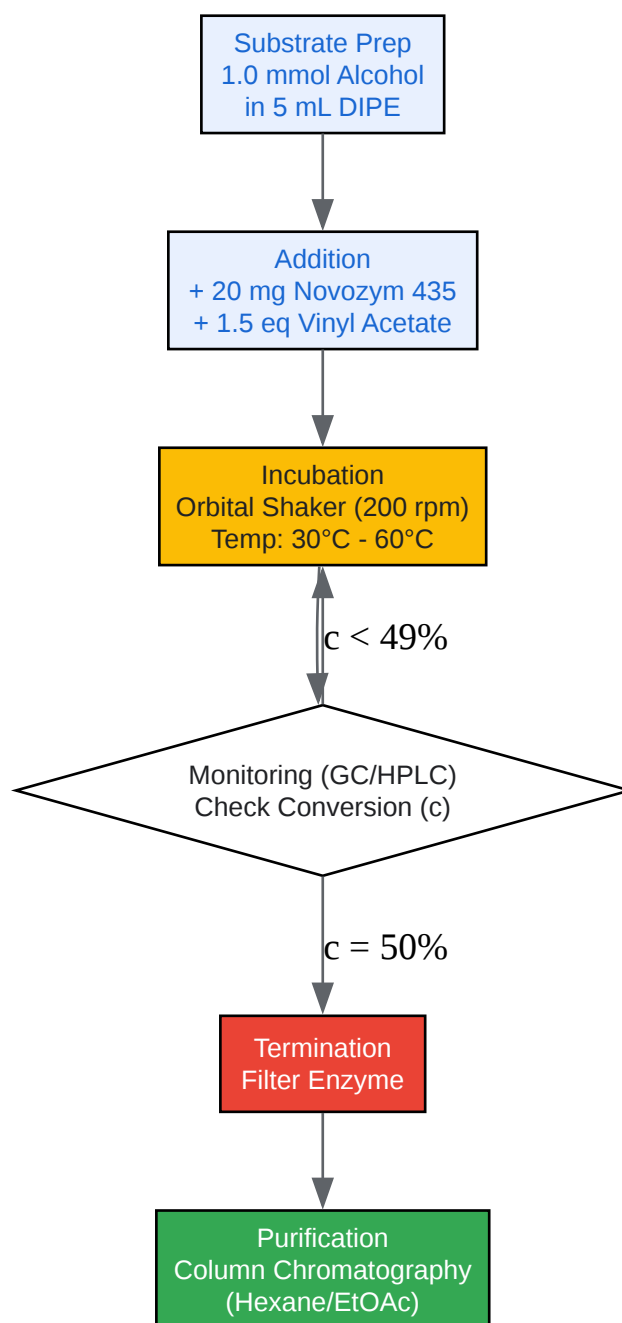 Substrate Prep
1.0 mmol Alcohol
in 5 mL DIPE
Addition
+ 20 mg Novozym 435
+ 1.5 eq Vinyl Acetate
Incubation
Orbital Shaker (200 rpm)
Temp: 30°C - 60°C
c < 49%
Monitoring (GC/HPLC)
Check Conversion (c)
c = 50%
Termination
Filter Enzyme
Purification
Column Chromatography
(Hexane/EtOAc)